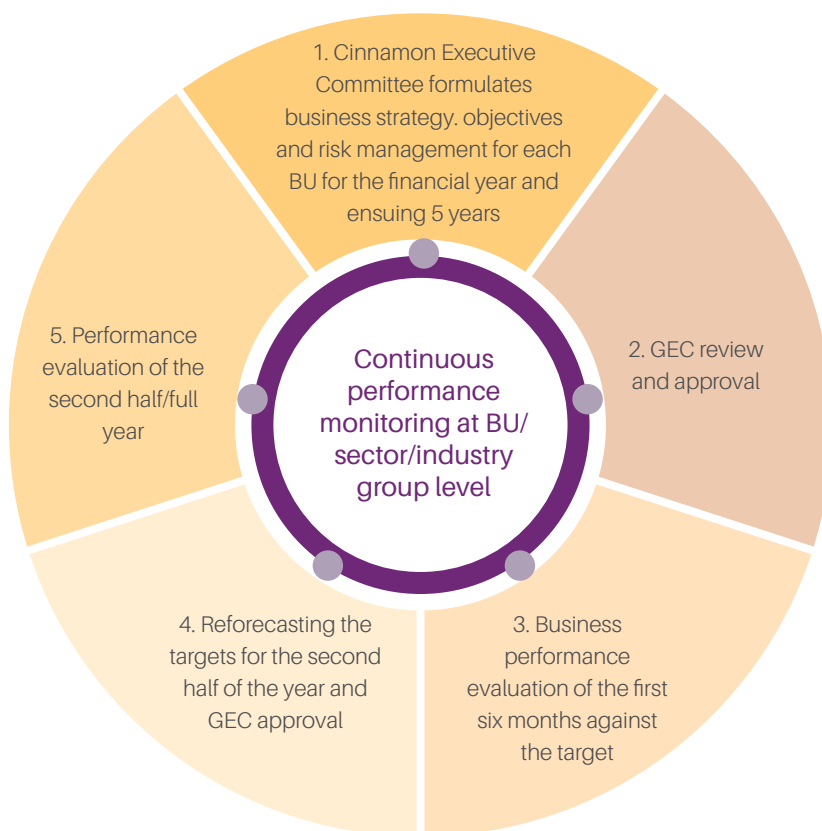 1. Cinnamon Executive
Committee formulates
business strategy. objectives
and risk management for each
BU for the financial year and
ensuing 5 years
2. GEC review
and approval
3. Business
performance
evaluation of the first
six months against
the target
4. Reforecasting the
targets for the second
half of the year and
GEC approval
5. Performance
evaluation of the
second half/full
year
Continuous
performance
monitoring at BU/
sector/industry
group level